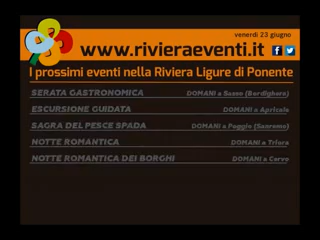 venerdì 23 giugno
www.rivieraeventi.it
I prossimi eventi nella Riviera Ligure di Ponente
SERATA GASTRONOMICA DOMANI a Sasso (Bordighera)
ESCURSIONE GUIDATA DOMANI a Apricale
SAGRA DEL PESCE SPADA DOMANI a Poggio (Sanremo)
NOTTE ROMANTICA DOMANI a Triora
NOTTE ROMANTICA DEI BORGHI DOMANI a Cervo